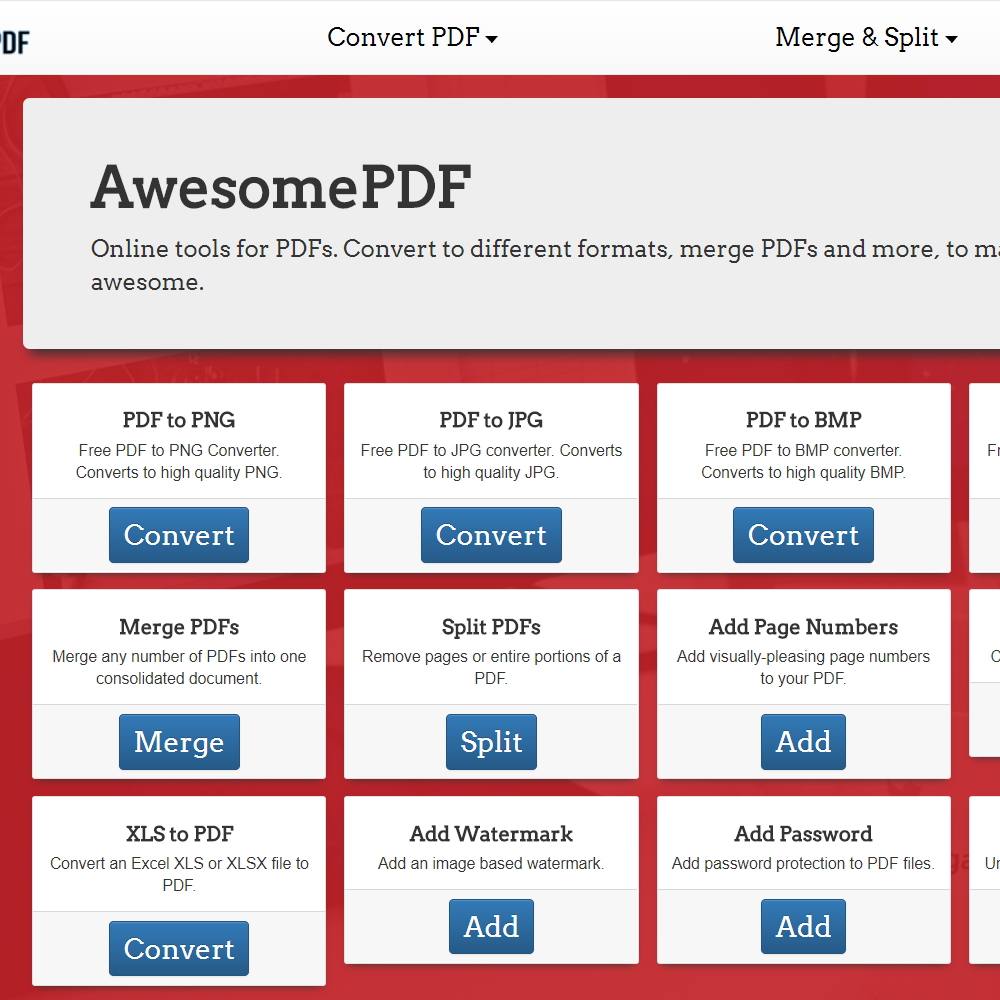 PDF
Convert PDF
Merge & Split
AwesomePDF
Online tools for PDFs. Convert to different formats, merge PDFs and more, to
awesome.
PDF to PNG
Free PDF to PNG Converter.
Converts to high quality PNG.
Convert
PDF to JPG
Free PDF to JPG converter. Converts
to high quality JPG.
Convert
PDF to BMP
Free PDF to BMP converter.
Converts to high quality BMP.
Convert
Merge PDFs
Merge any number of PDFs into one
consolidated document.
Merge
Split PDFs
Remove pages or entire portions of a
PDF.
Split
Add Page Numbers
Add visually-pleasing page numbers
to your PDF.
Add
XLS to PDF
Convert an Excel XLS or XLSX file to
PDF.
Convert
Add Watermark
Add an image based watermark.
Add
Add Password
Add password protection to PDF files.
Add